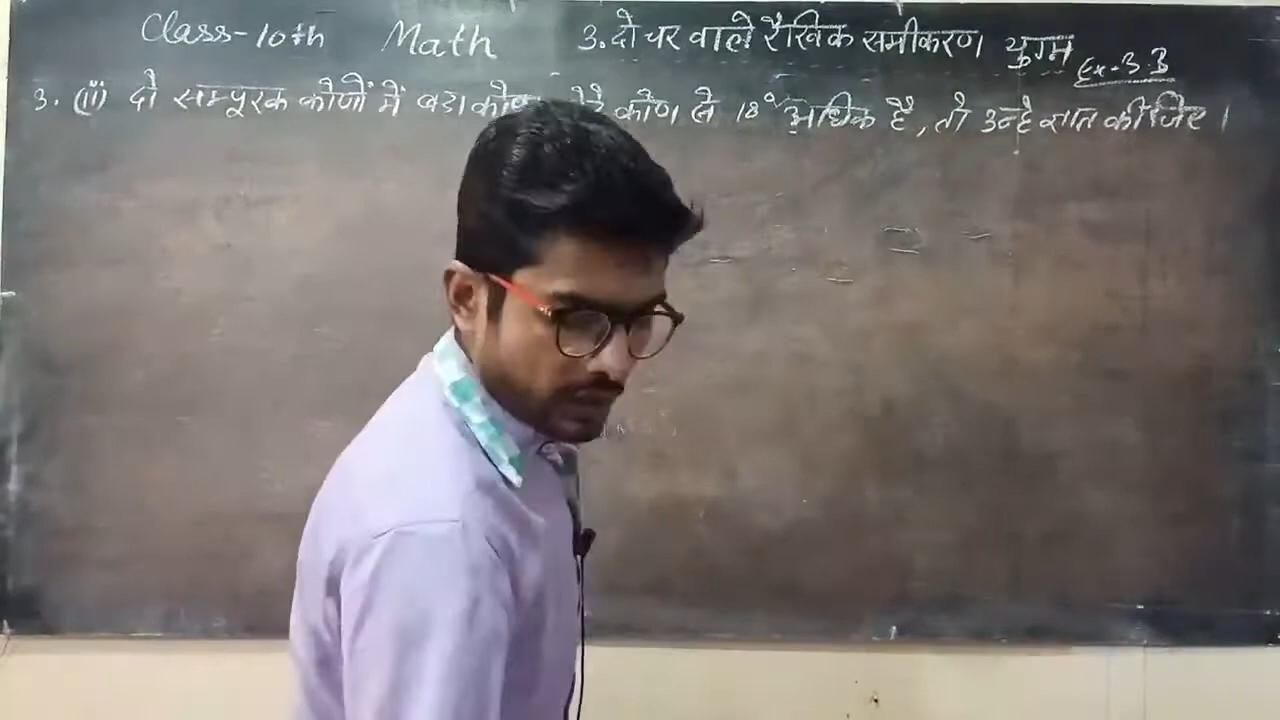 Class-10th Math 3. दो चर वाले रैखिक समीकरण युग्म Ex-3.3
3. (ii) दो सम्पूरक कोणों में बड़ा कोण कोण से 18° अधिक है, तो उन्हे ज्ञात कीजिए।